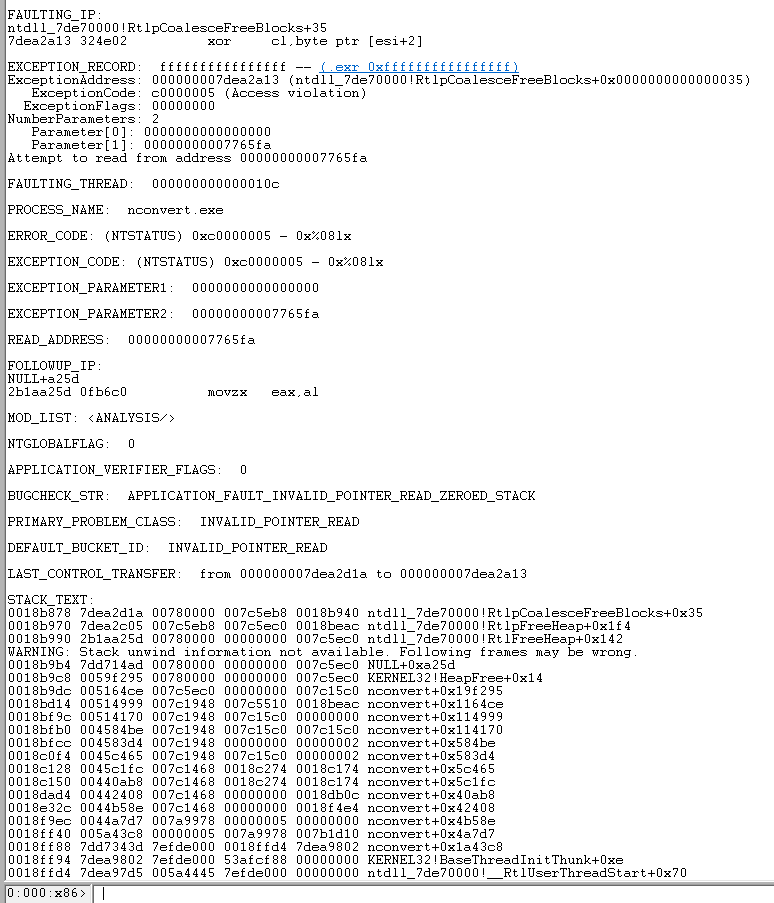 FAULTING_IP:
ntdll_7de70000!RtlpCoalesceFreeBlocks+35
7dea2a13 324e02          xor     cl,byte ptr [esi+2]
EXCEPTION_RECORD:  ffffffffffffffff -- (.exr 0xffffffffffffffff)
ExceptionAddress: 000000007dea2a13 (ntdll_7de70000!RtlpCoalesceFreeBlocks+0x0000000000000035)
   ExceptionCode: c0000005 (Access violation)
  ExceptionFlags: 00000000
NumberParameters: 2
   Parameter[0]: 0000000000000000
   Parameter[1]: 00000000007765fa
Attempt to read from address 00000000007765fa
FAULTING_THREAD:  000000000000010c
PROCESS_NAME:  nconvert.exe
ERROR_CODE: (NTSTATUS) 0xc0000005 - 0x%08lx
EXCEPTION_CODE: (NTSTATUS) 0xc0000005 - 0x%08lx
EXCEPTION_PARAMETER1:  0000000000000000
EXCEPTION_PARAMETER2:  00000000007765fa
READ_ADDRESS:  00000000007765fa
FOLLOWUP_IP:
NULL+a25d
2b1aa25d 0fb6c0          movzx   eax,al
MOD_LIST: <ANALYSIS/>
NTGLOBALFLAG:  0
APPLICATION_VERIFIER_FLAGS:  0
BUGCHECK_STR:  APPLICATION_FAULT_INVALID_POINTER_READ_ZEROED_STACK
PRIMARY_PROBLEM_CLASS:  INVALID_POINTER_READ
DEFAULT_BUCKET_ID:  INVALID_POINTER_READ
LAST_CONTROL_TRANSFER:  from 000000007dea2d1a to 000000007dea2a13
STACK_TEXT:
0018b878 7dea2d1a 00780000 007c5eb8 0018b940 ntdll_7de70000!RtlpCoalesceFreeBlocks+0x35
0018b970 7dea2c05 007c5eb8 007c5ec0 0018beac ntdll_7de70000!RtlpFreeHeap+0x1f4
0018b990 2b1aa25d 00780000 00000000 007c5ec0 ntdll_7de70000!RtlFreeHeap+0x142
WARNING: Stack unwind information not available. Following frames may be wrong.
0018b9b4 7dd714ad 00780000 00000000 007c5ec0 NULL+0xa25d
0018b9c8 0059f295 00780000 00000000 007c5ec0 KERNEL32!HeapFree+0x14
0018b9dc 005164ce 007c5ec0 00000000 007c15c0 nconvert+0x19f295
0018bd14 00514999 007c1948 007c5510 0018beac nconvert+0x1164ce
0018bf9c 00514170 007c1948 007c15c0 00000000 nconvert+0x114999
0018bfb0 004584be 007c1948 007c15c0 007c15c0 nconvert+0x114170
0018bfcc 004583d4 007c1948 00000000 00000002 nconvert+0x584be
0018c0f4 0045c465 007c1948 007c15c0 00000002 nconvert+0x583d4
0018c128 0045c1fc 007c1468 0018c274 0018c174 nconvert+0x5c465
0018c150 00440ab8 007c1468 0018c274 0018c174 nconvert+0x5c1fc
0018dad4 00442408 007c1468 00000000 0018db0c nconvert+0x40ab8
0018e32c 0044b58e 007c1468 00000000 0018f4e4 nconvert+0x42408
0018f9ec 0044a7d7 007a9978 00000005 00000000 nconvert+0x4b58e
0018ff40 005a43c8 00000005 007a9978 007b1d10 nconvert+0x4a7d7
0018ff88 7dd7343d 7efde000 0018ffd4 7dea9802 nconvert+0x1a43c8
0018ff94 7dea9802 7efde000 53afcf88 00000000 KERNEL32!BaseThreadInitThunk+0xe
0018ffd4 7dea97d5 005a4445 7efde000 00000000 ntdll_7de70000!__RtlUserThreadStart+0x70
0:000:x86>